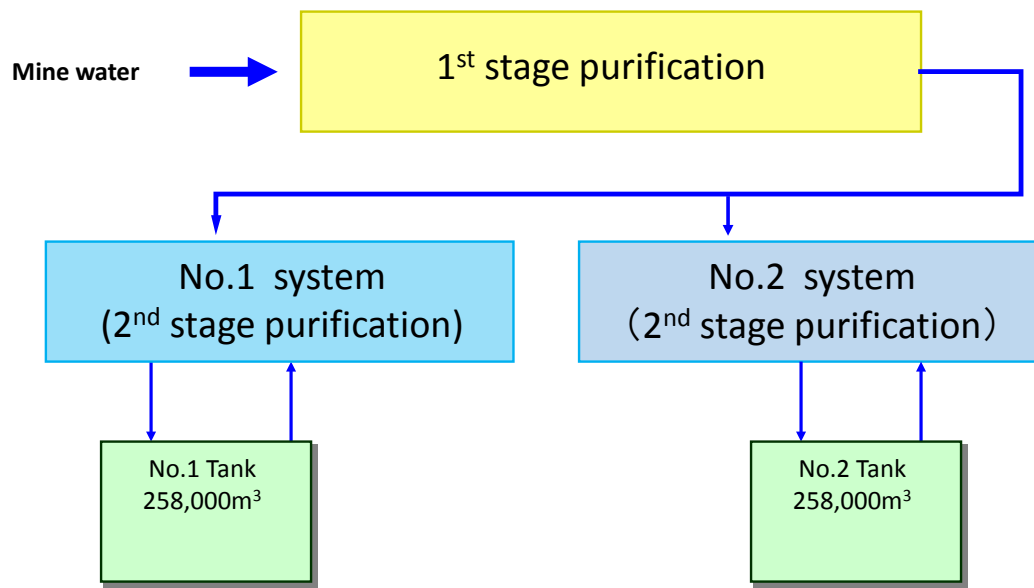 Mine water
1st stage purification
No.1 system
(2nd stage purification)
No.2 system
（2nd stage purification）
No.1 Tank
258,000m³
No.2 Tank
258,000m³